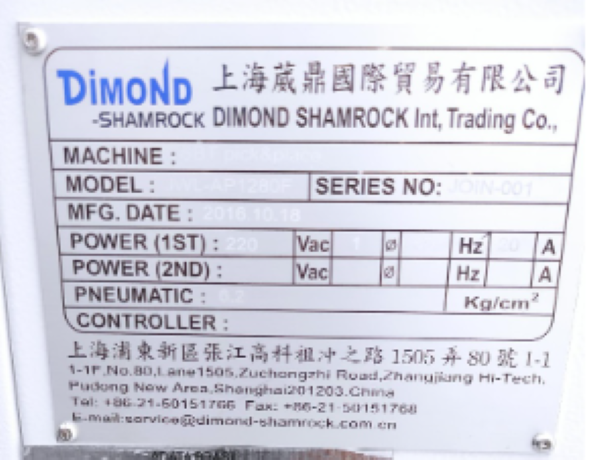 DIMOND 上海葳鼎國際貿易有限公司
-SHAMROCK DIMOND SHAMROCK Int, Trading Co.,
MACHINE :
MODEL : SERIES NO: JOIN-001
MFG. DATE : 2016.10.18
POWER (1ST) : 220 Vac 1 ø Hz A
POWER (2ND) : Vac ø Hz A
PNEUMATIC : Kg/cm²
CONTROLLER :
上海浦東新區張江高科祖冲之路 1505 弄 80 號 1-1
1-1F,No.80,Lane1505,Zuchongzhi Road,Zhangjiang Hi-Tech,
Pudong New Area,Shanghai201203.China
Tel: +86-21-50151766 Fax: +86-21-50151768
E-mail:service@dimond-shamrock.com.cn